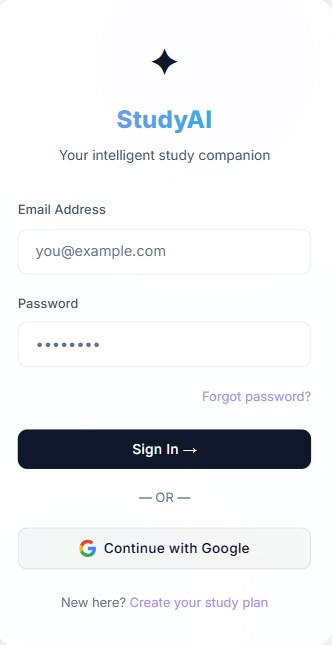 StudyAI
Your intelligent study companion
Email Address
you@example.com
Password
••••••••
Forgot password?
Sign In →
— OR —
Continue with Google
New here? Create your study plan